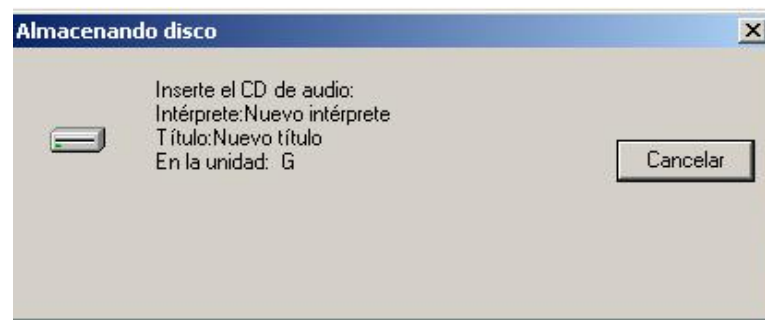 Almacenando disco
Inserte el CD de audio:
Intérprete:Nuevo intérprete
Título:Nuevo título
En la unidad: G
Cancelar